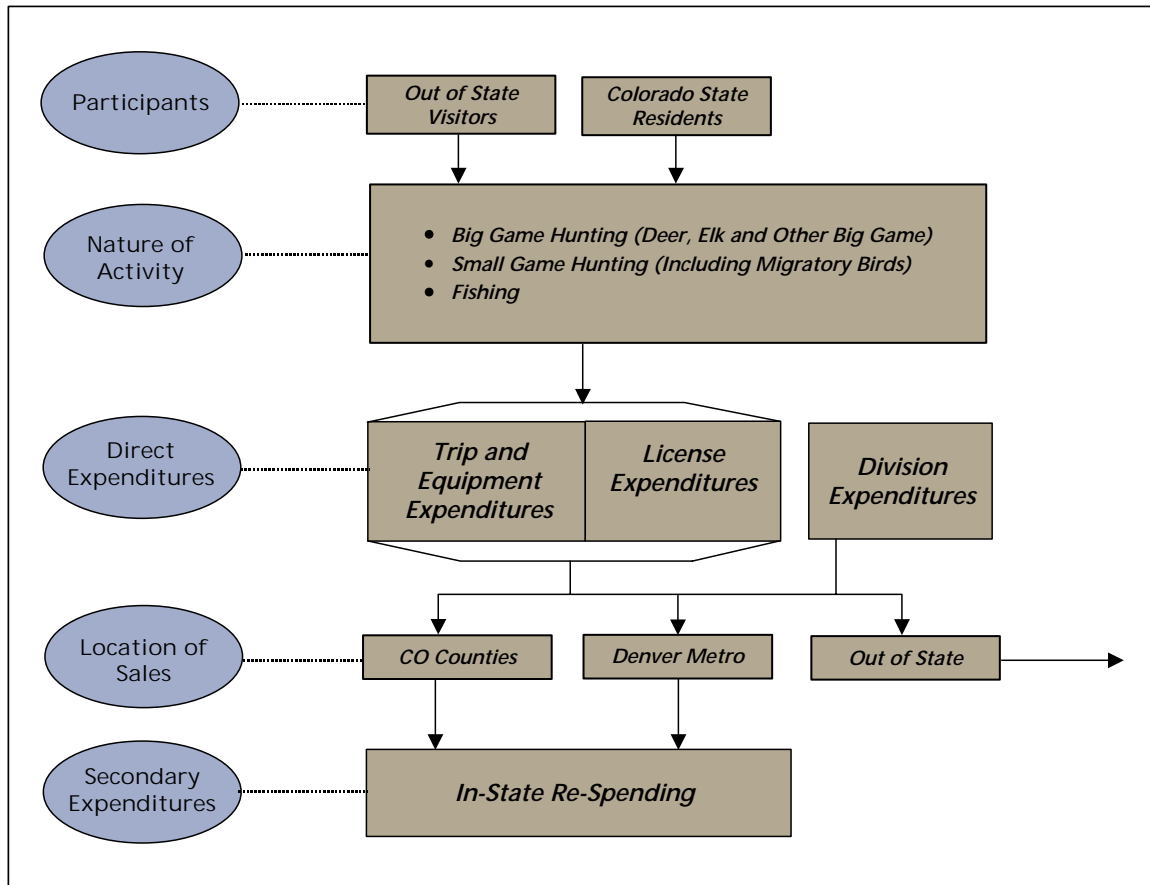 Participants
Out of State
Visitors
Colorado State
Residents
Nature of
Activity
• Big Game Hunting (Deer, Elk and Other Big Game)
• Small Game Hunting (Including Migratory Birds)
• Fishing
Direct
Expenditures
Trip and
Equipment
Expenditures
License
Expenditures
Division
Expenditures
Location of
Sales
CO Counties
Denver Metro
Out of State
Secondary
Expenditures
In-State Re-Spending